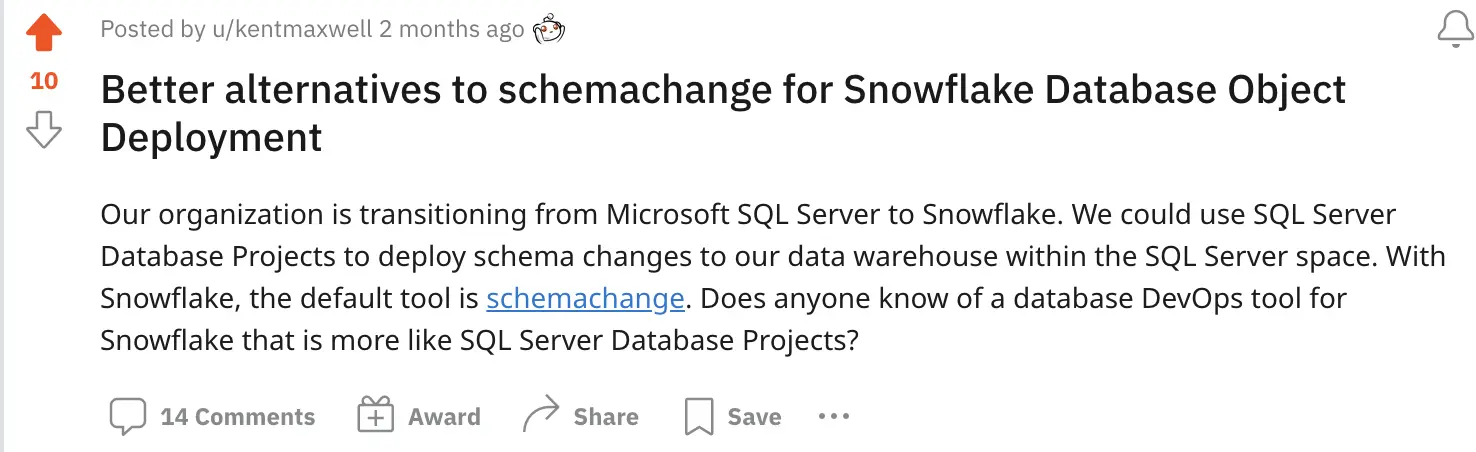 Posted by u/kentmaxwell 2 months ago
10
Better alternatives to schemachange for Snowflake Database Object
Deployment
Our organization is transitioning from Microsoft SQL Server to Snowflake. We could use SQL Server
Database Projects to deploy schema changes to our data warehouse within the SQL Server space. With
Snowflake, the default tool is schemachange. Does anyone know of a database DevOps tool for
Snowflake that is more like SQL Server Database Projects?
14 Comments Award Share Save